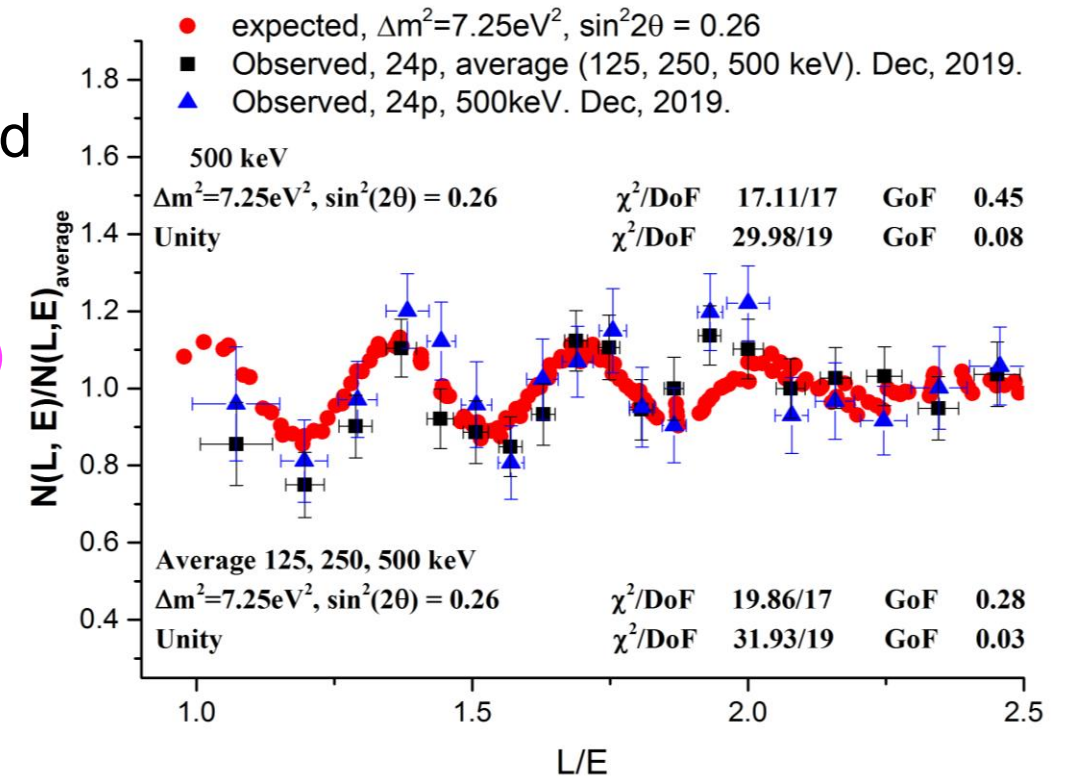 expected, Δm²=7.25eV², sin²2θ = 0.26
Observed, 24p, average (125, 250, 500 keV). Dec, 2019.
Observed, 24p, 500keV. Dec, 2019.
d
500 keV
Δm²=7.25eV², sin²(2θ) = 0.26 χ²/DoF 17.11/17 GoF 0.45
Unity χ²/DoF 29.98/19 GoF 0.08
N(L, E)/N(L,E)average
1.8
1.6
1.4
1.2
1.0
0.8
0.6
0.4
Average 125, 250, 500 keV
Δm²=7.25eV², sin²(2θ) = 0.26 χ²/DoF 19.86/17 GoF 0.28
Unity χ²/DoF 31.93/19 GoF 0.03
1.0 1.5 2.0 2.5
L/E